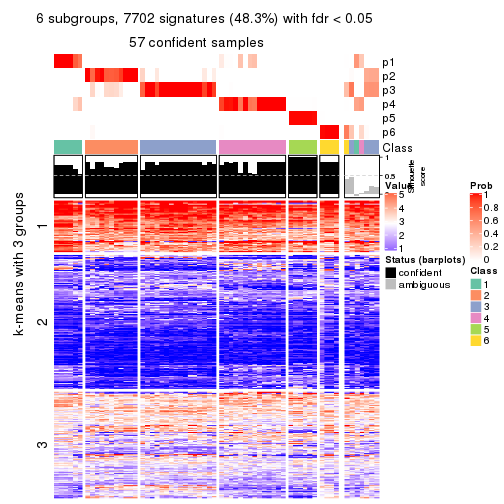 6 subgroups, 7702 signatures (48.3%) with fdr < 0.05
57 confident samples
p1
p2
p3
p4
p5
p6
Class
1
0.5
0
Silhouette
score
k-means with 3 groups
1
2
3
Value
5
4
3
2
1
Status (barplots)
confident
ambiguous
Prob
1
0.8
0.6
0.4
0.2
0
Class
1
2
3
4
5
6